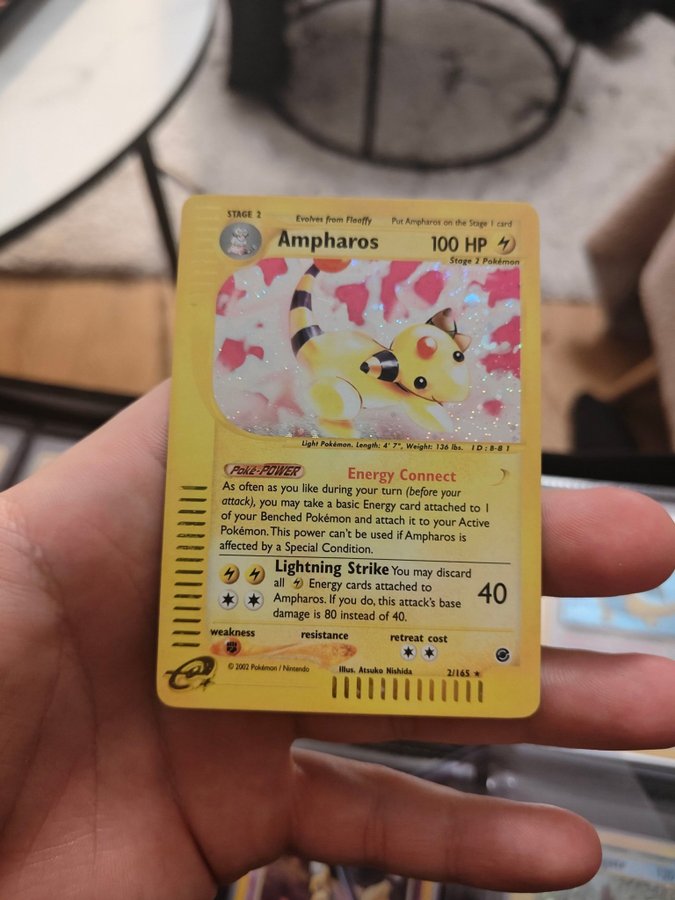 STAGE 2 Evolves from Flaaffy Put Ampharos on the Stage 1 card
Ampharos 100 HP
Stage 2 Pokémon
Light Pokémon. Length: 4' 7", Weight: 136 lbs. ID: B-81
Poké-POWER Energy Connect
As often as you like during your turn (before your
attack), you may take a basic Energy card attached to 1
of your Benched Pokémon and attach it to your Active
Pokémon. This power can't be used if Ampharos is
affected by a Special Condition.
Lightning Strike You may discard
all Energy cards attached to
Ampharos. If you do, this attack's base
damage is 80 instead of 40.
40
weakness resistance retreat cost
© 2002 Pokémon / Nintendo Illus. Atsuko Nishida 2/165 ★